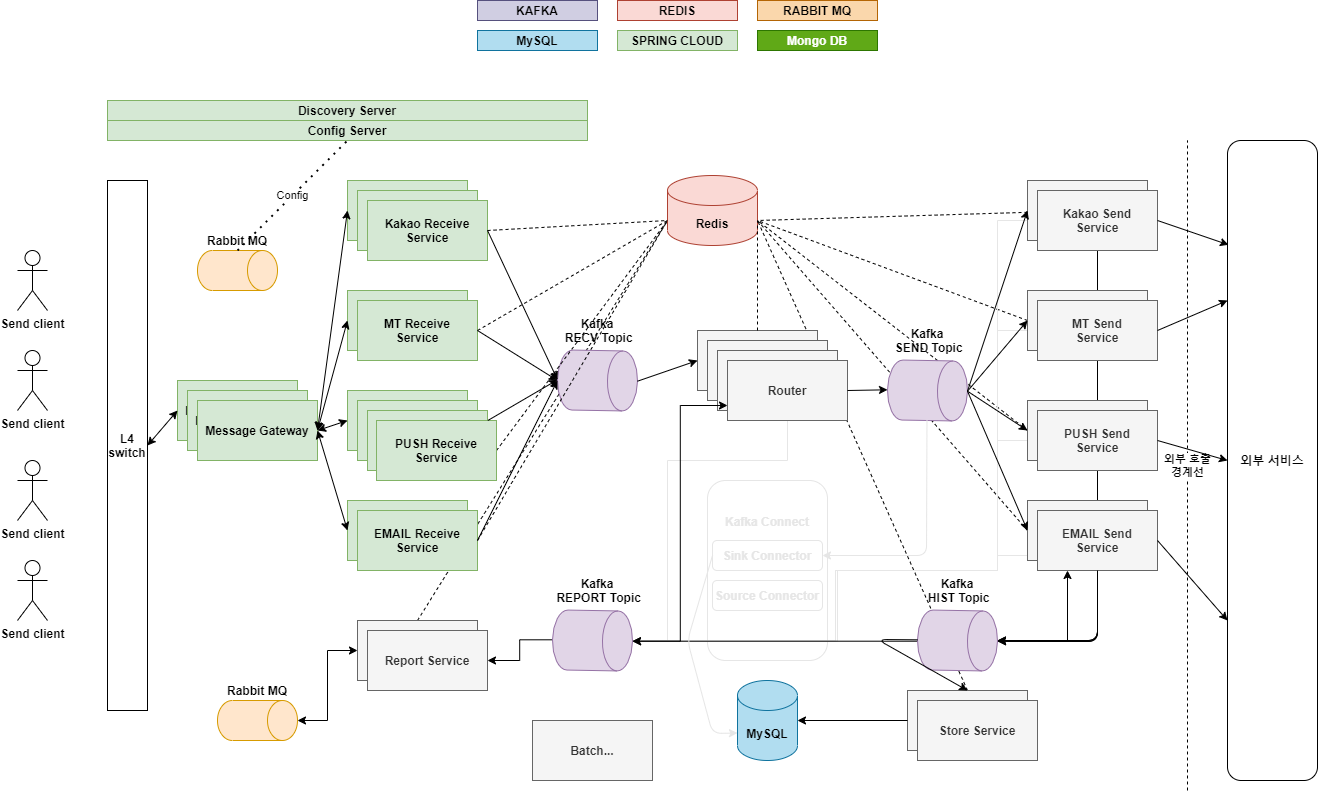 KAFKA
REDIS
RABBIT MQ
MySQL
SPRING CLOUD
Mongo DB
Discovery Server
Config Server
Config
Rabbit MQ
Send client
Send client
Send client
Send client
L4
switch
Message Gateway
Kakao Receive
Service
MT Receive
Service
PUSH Receive
Service
EMAIL Receive
Service
Redis
Kafka
RECV Topic
Router
Kafka
SEND Topic
Kakao Send
Service
MT Send
Service
PUSH Send
Service
EMAIL Send
Service
외부 호출
경계선
외부 서비스
Kafka Connect
Sink Connector
Source Connector
Kafka
REPORT Topic
Kafka
HIST Topic
Report Service
Rabbit MQ
Batch...
MySQL
Store Service